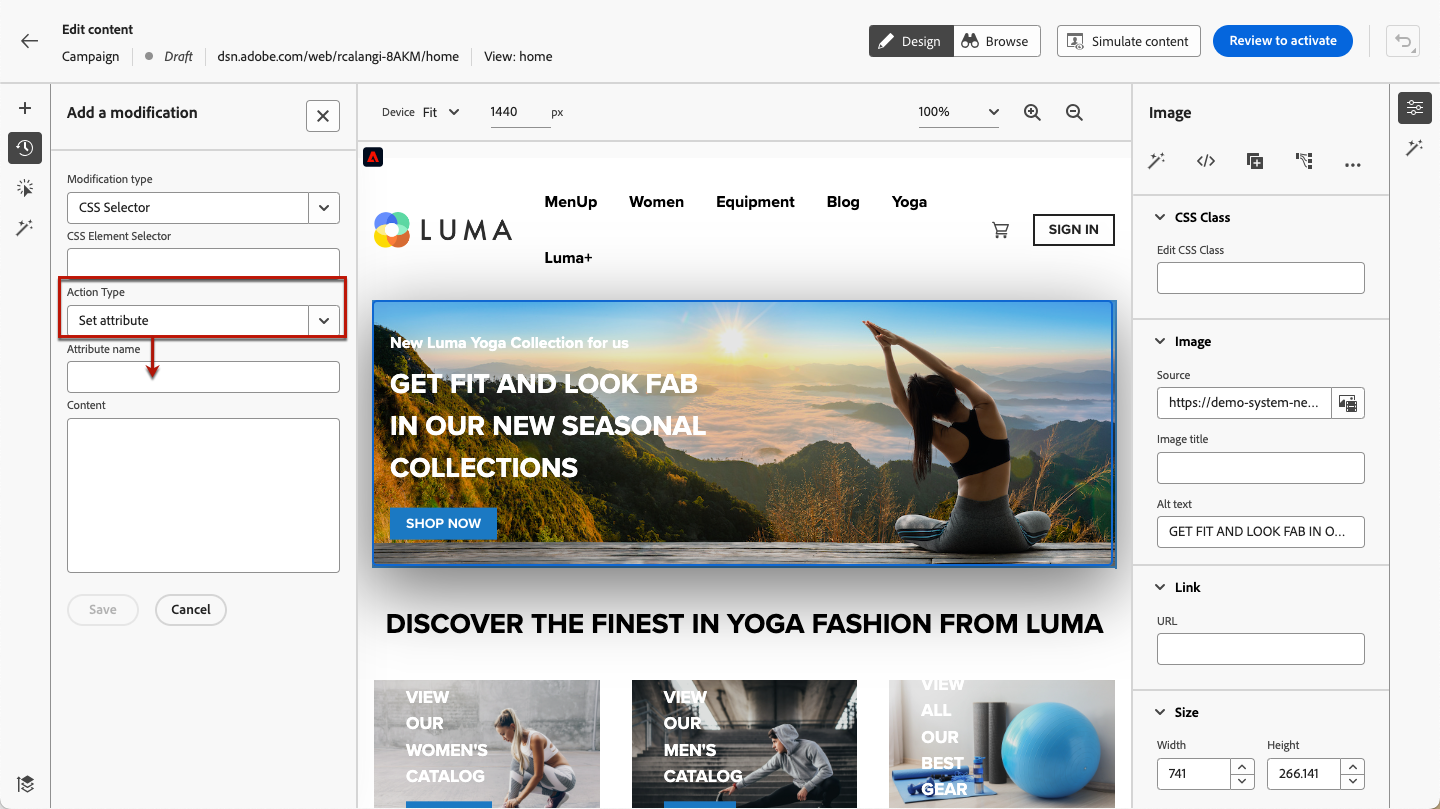 Edit content
Campaign
Draft
dsn.adobe.com/web/rcalangi-8AKM/home
View: home
Design
Browse
Simulate content
Review to activate
Add a modification
Modification type
CSS Selector
CSS Element Selector
Action Type
Set attribute
Attribute name
Content
Save
Cancel
Device
Fit
1440
px
100%
LUMA
MenUp
Women
Equipment
Blog
Yoga
Luma+
SIGN IN
New Luma Yoga Collection for us
GET FIT AND LOOK FAB
IN OUR NEW SEASONAL
COLLECTIONS
SHOP NOW
DISCOVER THE FINEST IN YOGA FASHION FROM LUMA
VIEW
OUR
WOMEN'S
CATALOG
VIEW
OUR
MEN'S
CATALOG
VIEW
ALL
OUR
BEST
GEAR
Image
CSS Class
Edit CSS Class
Image
Source
https://demo-system-ne...
Image title
Alt text
GET FIT AND LOOK FAB IN O...
Link
URL
Size
Width
Height
741
266.141